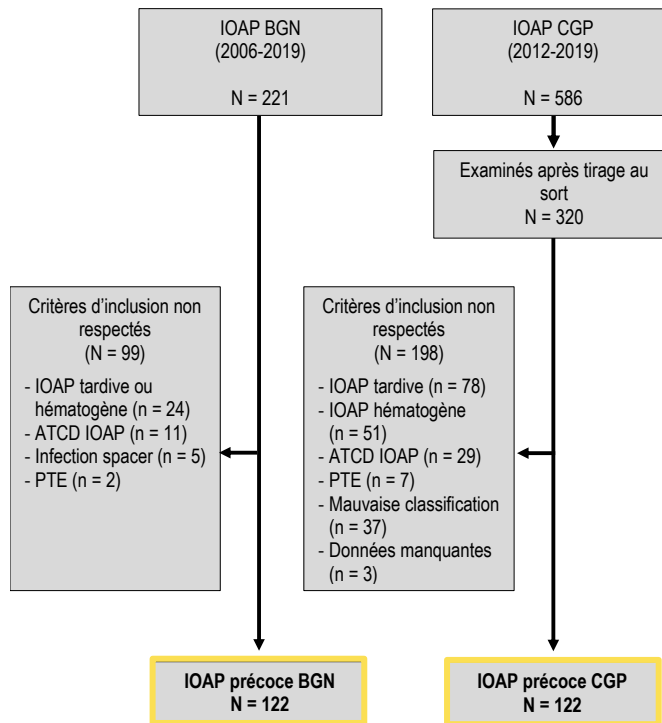 IOAP BGN
(2006-2019)
N = 221
IOAP CGP
(2012-2019)
N = 586
Examinés après tirage au
sort
N = 320
Critères d'inclusion non
respectés
(N = 99)
- IOAP tardive ou
hématogène (n = 24)
- ATCD IOAP (n = 11)
- Infection spacer (n = 5)
- PTE (n = 2)
Critères d'inclusion non
respectés
(N = 198)
- IOAP tardive (n = 78)
- IOAP hématogène
(n = 51)
- ATCD IOAP (n = 29)
- PTE (n = 7)
- Mauvaise classification
(n = 37)
- Données manquantes
(n = 3)
IOAP précoce BGN
N = 122
IOAP précoce CGP
N = 122